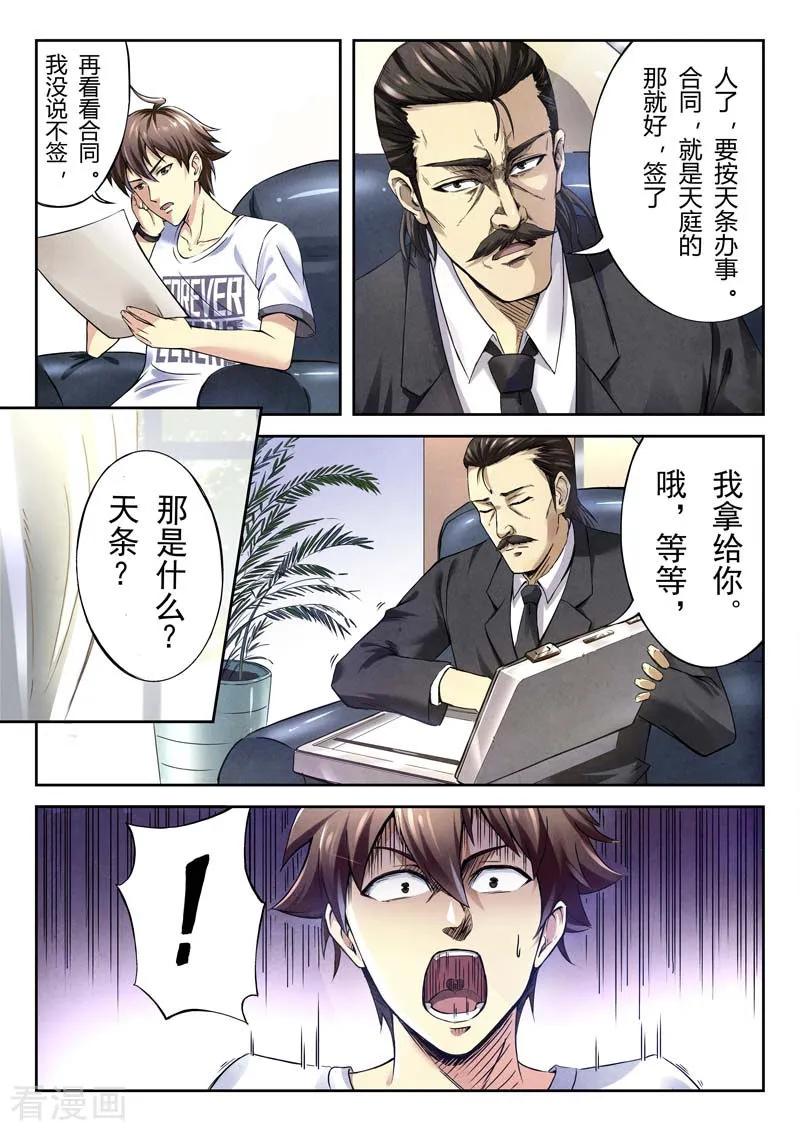 我没说不签，
再看看合同。
FOREVER
LEGEND
那就好，签了
合同，就是天庭的
人了，要按天条办事。
天条？
那是什么？
哦，等等，
我拿给你。
！
看漫画